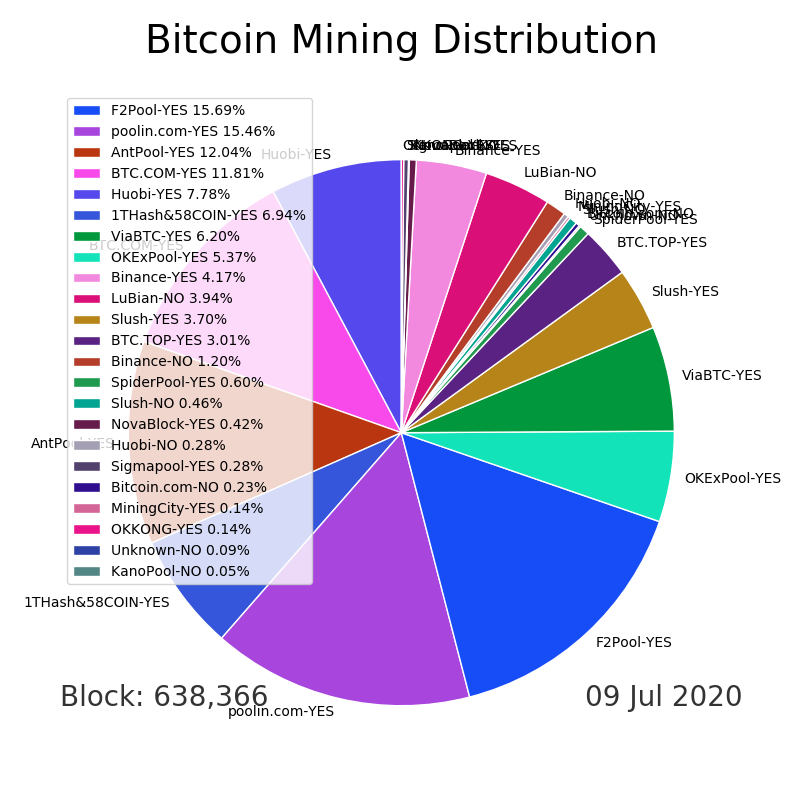 Bitcoin Mining Distribution
F2Pool-YES 15.69%
poolin.com-YES 15.46%
AntPool-YES 12.04%
BTC.COM-YES 11.81%
Huobi-YES 7.78%
1THash&58COIN-YES 6.94%
ViaBTC-YES 6.20%
OKExPool-YES 5.37%
Binance-YES 4.17%
LuBian-NO 3.94%
Slush-YES 3.70%
BTC.TOP-YES 3.01%
Binance-NO 1.20%
SpiderPool-YES 0.60%
Slush-NO 0.46%
NovaBlock-YES 0.42%
Huobi-NO 0.28%
Sigmapool-YES 0.28%
Bitcoin.com-NO 0.23%
MiningCity-YES 0.14%
OKKONG-YES 0.14%
Unknown-NO 0.09%
KanoPool-NO 0.05%
Huobi-YES
BTC.COM-YES
AntPool-YES
1THash&58COIN-YES
poolin.com-YES
F2Pool-YES
OKExPool-YES
ViaBTC-YES
Slush-YES
BTC.TOP-YES
SpiderPool-YES
Binance-NO
LuBian-NO
Binance-YES
Block: 638,366
09 Jul 2020